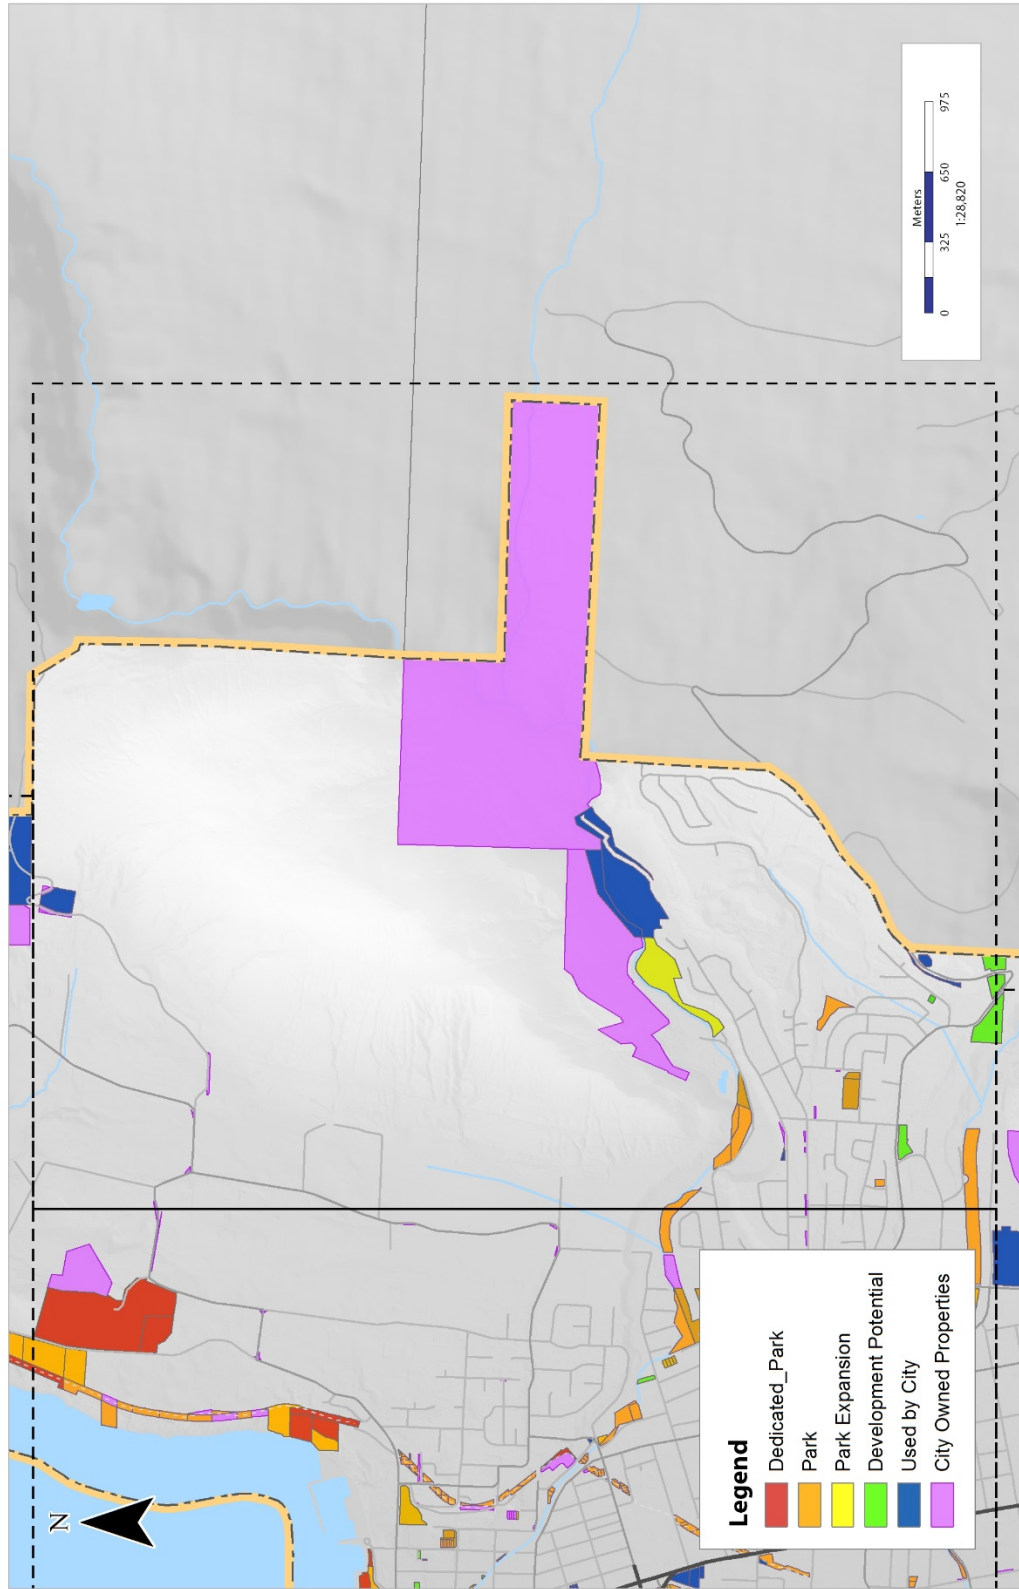 N
Legend
Dedicated_Park
Park
Park Expansion
Development Potential
Used by City
City Owned Properties
Meters
0 325 650 975
1:28,820